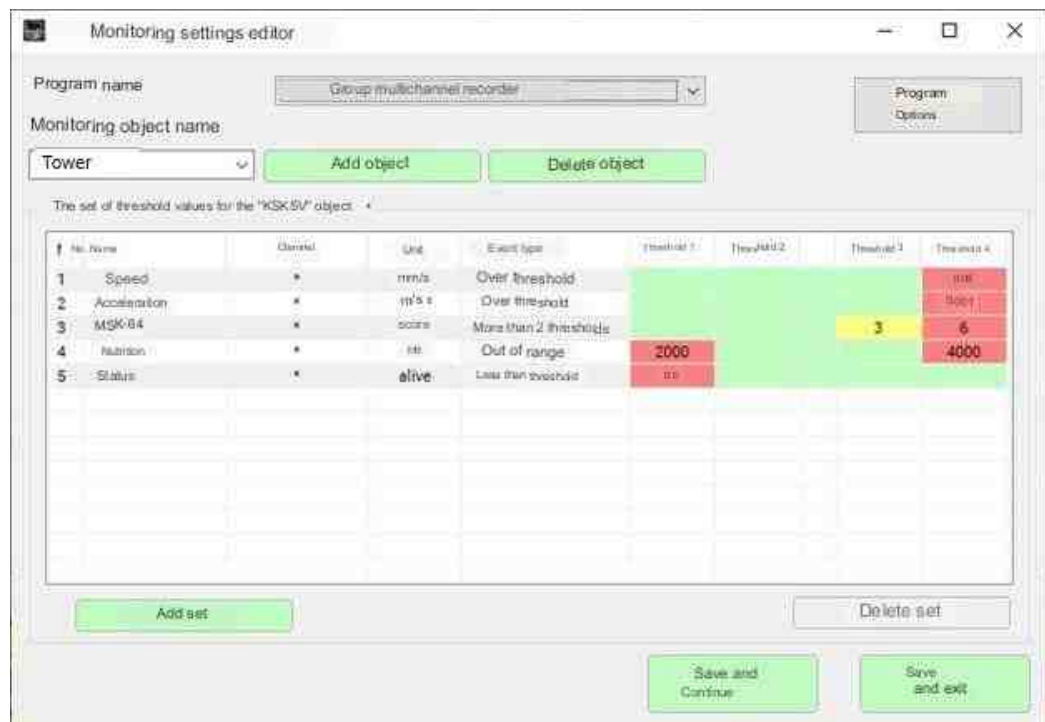 Monitoring settings editor
Program name
Group multichannel recorder
Program
Options
Monitoring object name
Tower
Add object
Delete object
The set of threshold values for the "KSKSV" object
No. Name Channel Unit Event type Threshold 1 Threshold 2 Threshold 3 Threshold 4
1 Speed * mm/s Over threshold
2 Acceleration * Over threshold
3 MSK-64 * score More than 2 thresholds 3 6
4 Nutrition * Out of range 2000 4000
5 Status * alive Less than threshold
Add set
Delete set
Save and
Continue
Save
and exit